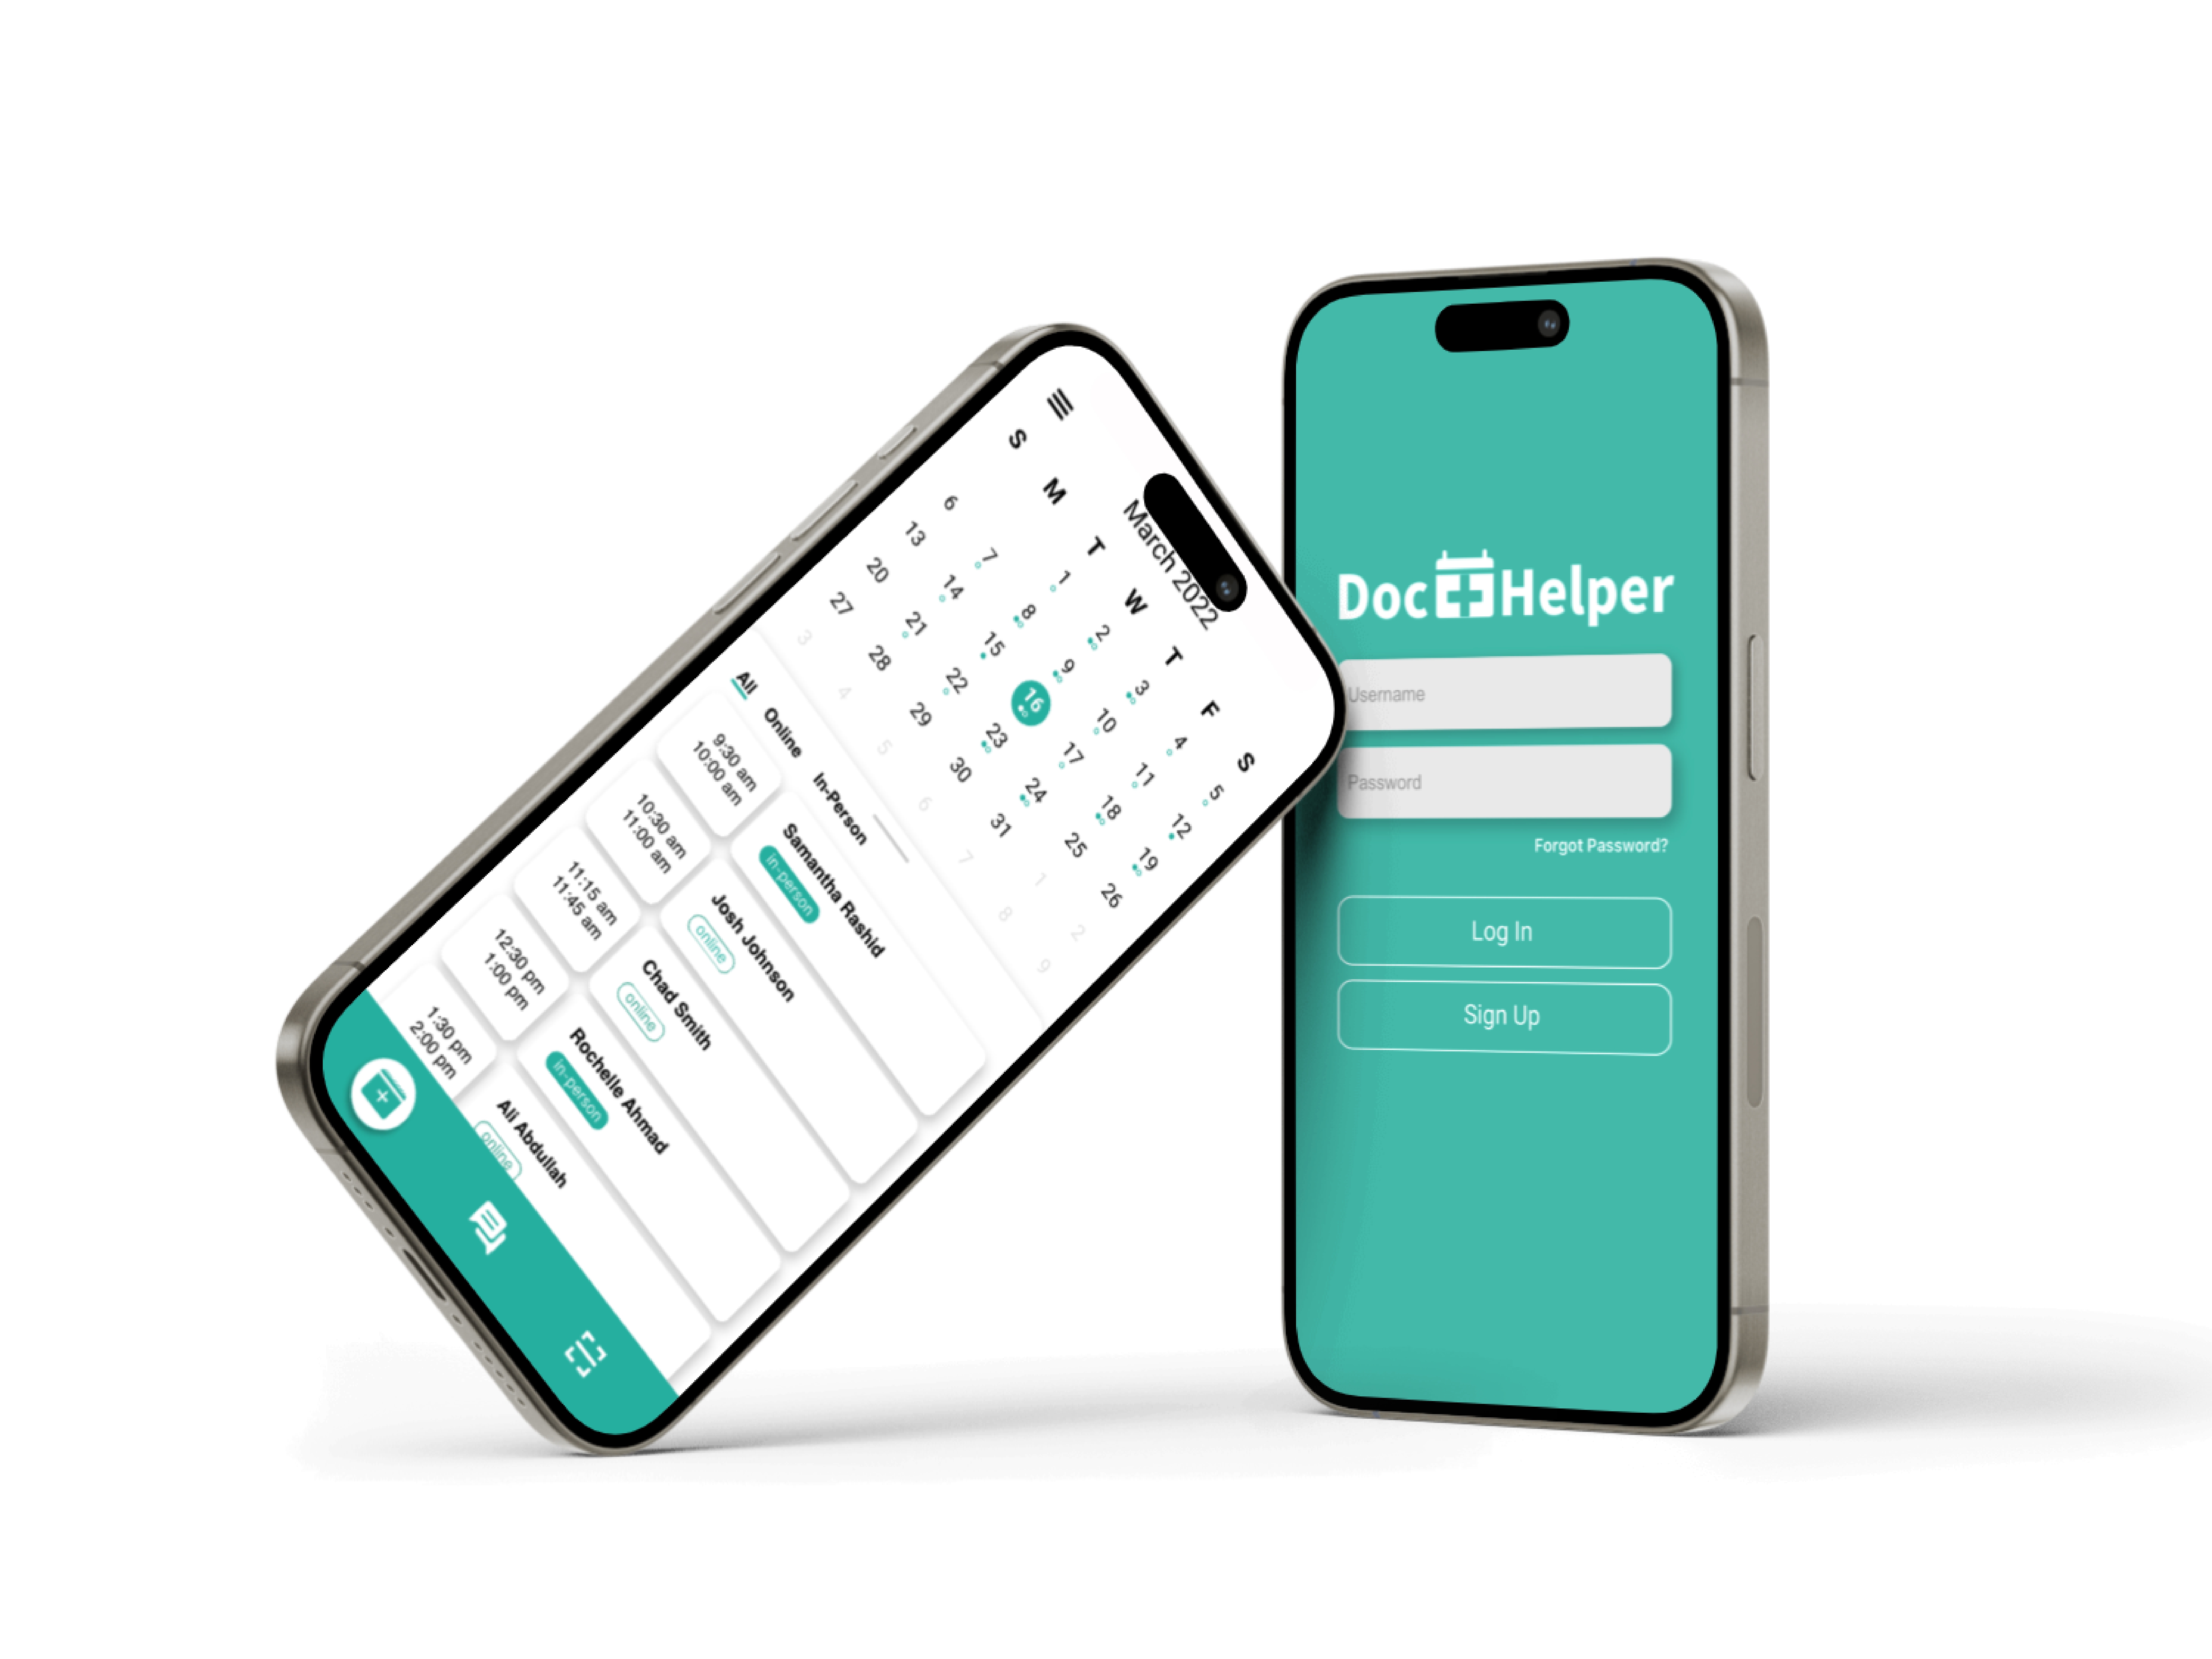 March 2022
S M T W T F S
1 2 3 4 5
6 7 8 9 10 11 12
13 14 15 16 17 18 19
20 21 22 23 24 25 26
27 28 29 30 31 1 2
3 4 5 6 7 8 9
All Online In-Person
9:30 am
10:00 am
Samantha Rashid
in-person
10:30 am
11:00 am
Josh Johnson
online
11:15 am
11:45 am
Chad Smith
online
12:30 pm
1:00 pm
Rochelle Ahmad
in-person
1:30 pm
2:00 pm
Ali Abdullah
online
Doc Helper
Username
Password
Forgot Password?
Log In
Sign Up